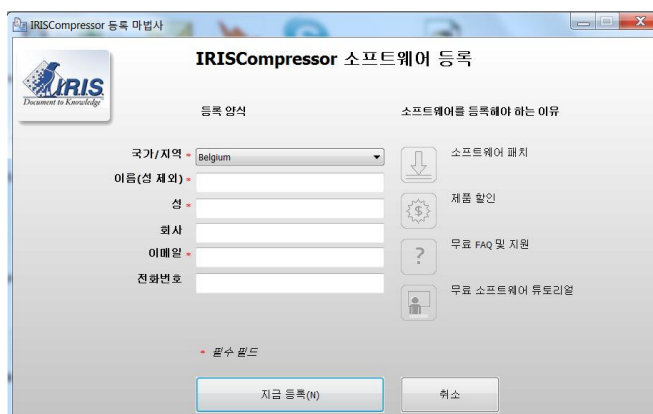 IRISCompressor 등록 마법사
IRIS
Document to Knowledge
IRISCompressor 소프트웨어 등록
등록 양식
소프트웨어를 등록해야 하는 이유
국가/지역 * Belgium
이름(성 제외) *
성 *
회사
이메일 *
전화번호
소프트웨어 패치
제품 할인
무료 FAQ 및 지원
무료 소프트웨어 튜토리얼
* 필수 필드
지금 등록(N)
취소